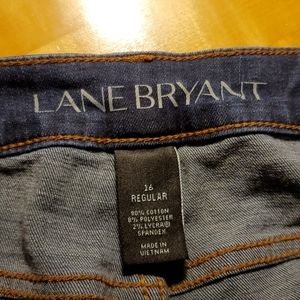 LANE BRYANT
16
REGULAR
90% COTTON
8% POLYESTER
2% LYCRA®
SPANDEX
MADE IN
VIETNAM